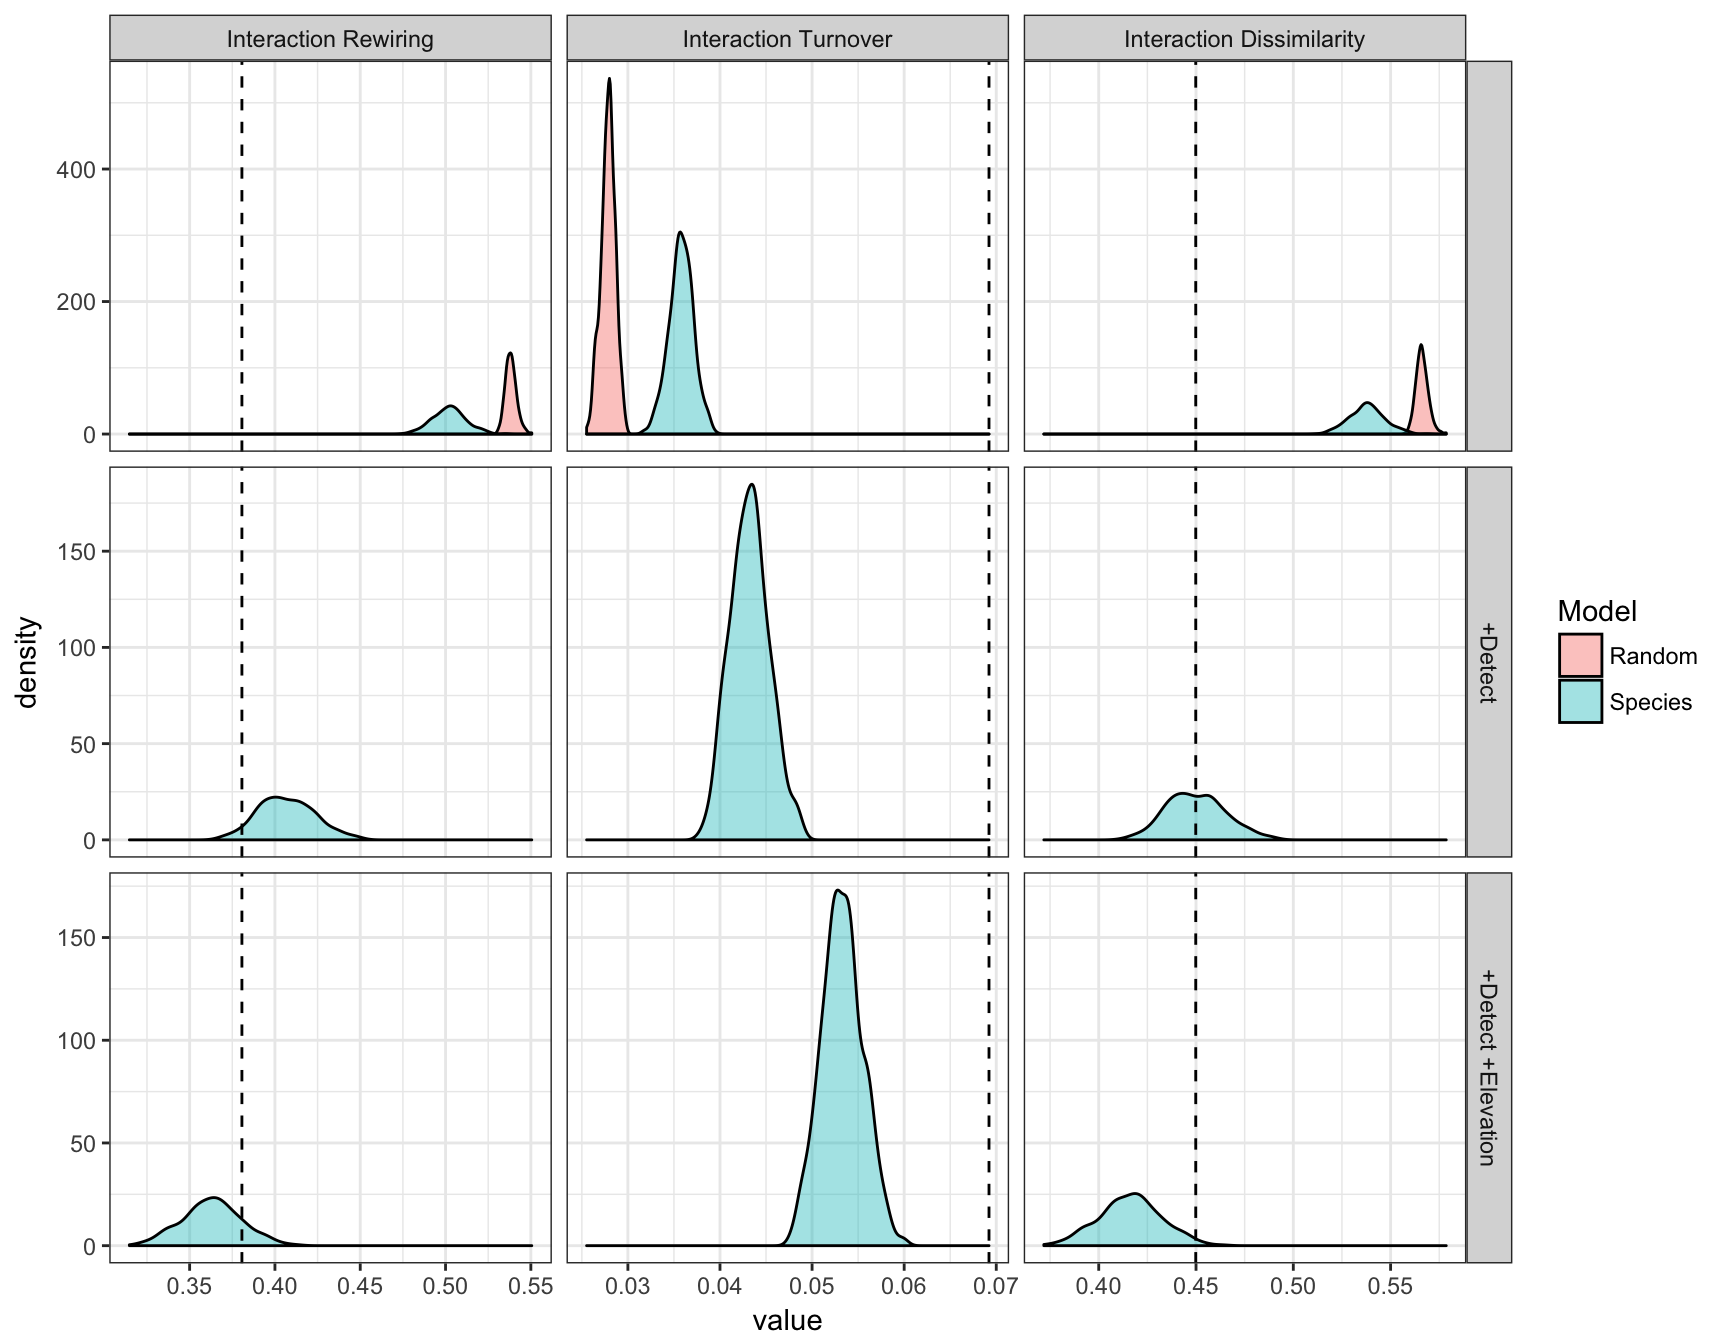 Interaction Rewiring
Interaction Turnover
Interaction Dissimilarity
400
200
0
150
100
50
0
+Detect
150
100
50
0
+Detect +Elevation
0.35 0.40 0.45 0.50 0.55
0.03 0.04 0.05 0.06 0.07
0.40 0.45 0.50 0.55
value
density
Model
Random
Species